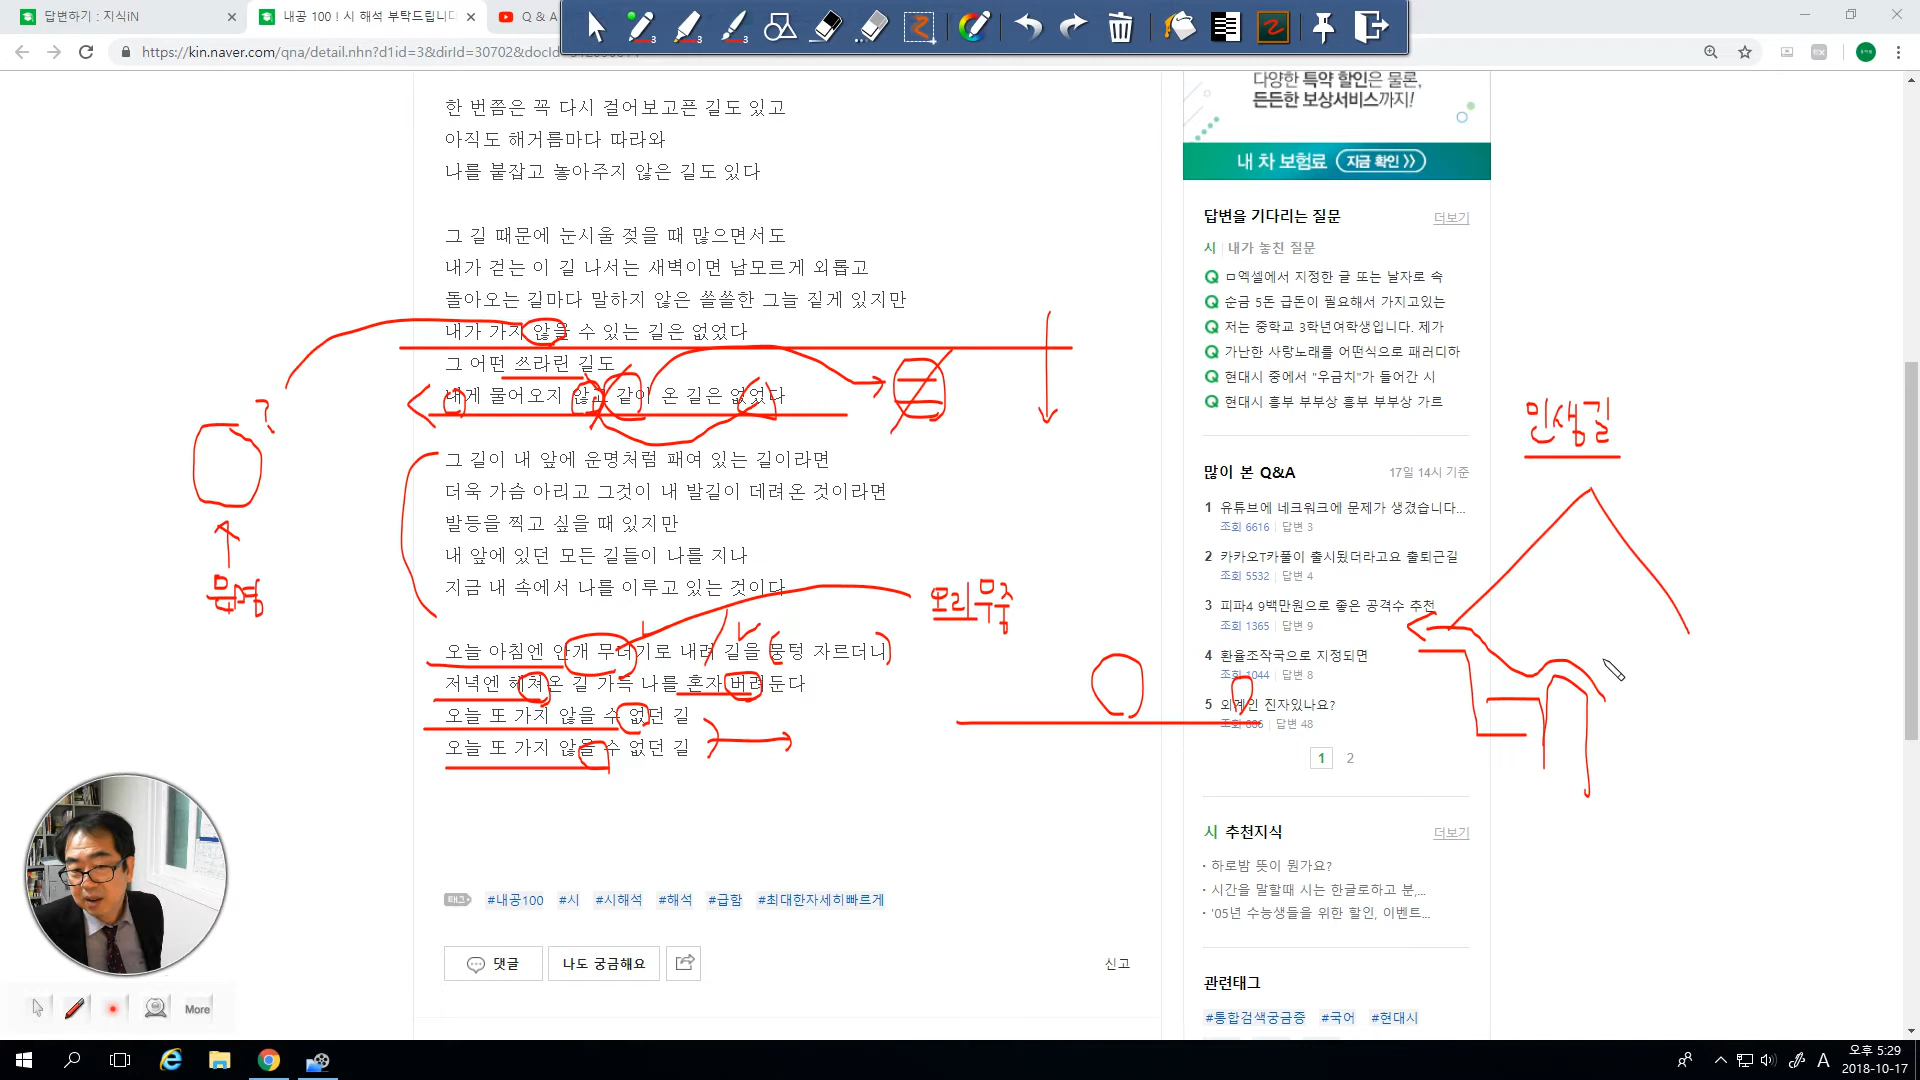 답변하기 : 지식iN
내공 100 ! 시 해석 부탁드립니다
Q & A
https://kin.naver.com/qna/detail.nhn?d1id=3&dirId=30702&docId
한 번쯤은 꼭 다시 걸어보고픈 길도 있고
아직도 해거름마다 따라와
나를 붙잡고 놓아주지 않은 길도 있다
그 길 때문에 눈시울 젖을 때 많으면서도
내가 걷는 이 길 나서는 새벽이면 남모르게 외롭고
돌아오는 길마다 말하지 않은 쓸쓸한 그늘 짙게 있지만
내가 가지 않을 수 있는 길은 없었다
그 어떤 쓰라린 길도
내게 물어오지 않고 같이 온 길은 없었다
그 길이 내 앞에 운명처럼 패여 있는 길이라면
더욱 가슴 아리고 그것이 내 발길이 데려온 것이라면
발등을 찍고 싶을 때 있지만
내 앞에 있던 모든 길들이 나를 지나
지금 내 속에서 나를 이루고 있는 것이다
오늘 아침엔 안개 무더기로 내려 길을 뭉텅 자르더니
저녁엔 헤쳐온 길 가득 나를 혼자 버려둔다
오늘 또 가지 않을 수 없던 길
오늘 또 가지 않을 수 없던 길
?
오리무중
인생길
태그 #내공100 #시 #시해석 #해석 #급함 #최대한자세히빠르게
댓글 나도 궁금해요
신고
다양한 특약 할인은 물론,
든든한 보상서비스까지!
내 차 보험료 지금 확인 >>
답변을 기다리는 질문 더보기
시 | 내가 놓친 질문
Q ㅁ엑셀에서 지정한 글 또는 날자로 속
Q 순금 5돈 급돈이 필요해서 가지고있는
Q 저는 중학교 3학년여학생입니다. 제가
Q 가난한 사랑노래를 어떤식으로 패러디하
Q 현대시 중에서 "우금치"가 들어간 시
Q 현대시 흥부 부부상 흥부 부부상 가르
많이 본 Q&A 17일 14시 기준
1 유튜브에 네크워크에 문제가 생겼습니다...
조회 6616 | 답변 3
2 카카오T카풀이 출시됬더라고요 출퇴근길
조회 5532 | 답변 4
3 피파4 9백만원으로 좋은 공격수 추천
조회 1365 | 답변 9
4 환율조작국으로 지정되면
조회 1044 | 답변 8
5 외계인 진자있나요?
조회 886 | 답변 48
1 2
시 추천지식 더보기
· 하로밤 뜻이 뭔가요?
· 시간을 말할때 시는 한글로하고 분,...
· '05년 수능생들을 위한 할인, 이벤트...
관련태그
#통합검색궁금증 #국어 #현대시
More
A
오후 5:29
2018-10-17